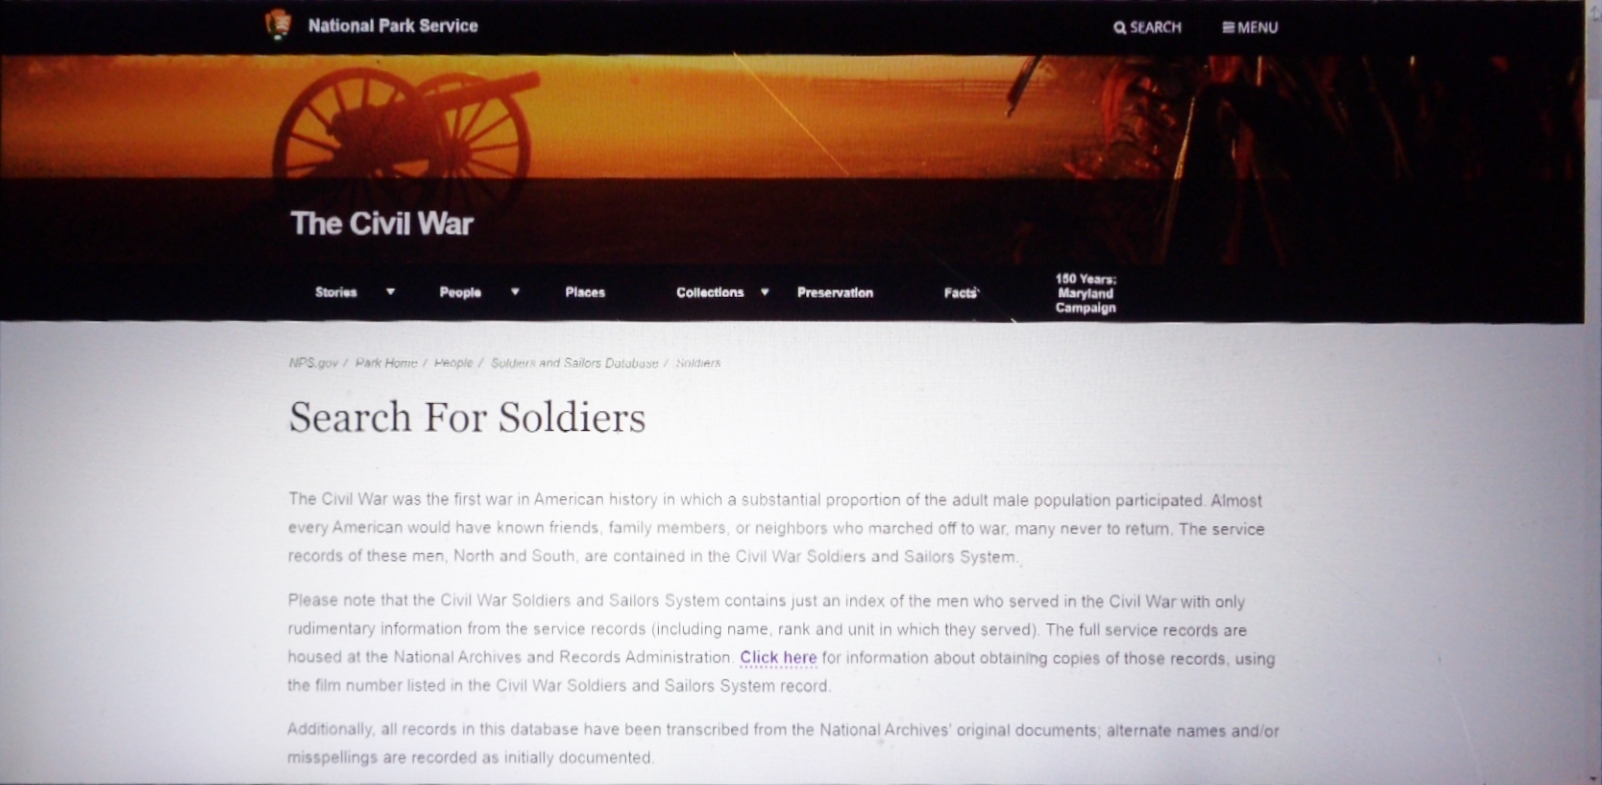 National Park Service
SEARCH
MENU
The Civil War
Stories
People
Places
Collections
Preservation
Facts
150 Years:
Maryland
Campaign
NPS.gov / Park Home / People / Soldiers and Sailors Database / Soldiers
Search For Soldiers
The Civil War was the first war in American history in which a substantial proportion of the adult male population participated. Almost
every American would have known friends, family members, or neighbors who marched off to war, many never to return. The service
records of these men, North and South, are contained in the Civil War Soldiers and Sailors System.
Please note that the Civil War Soldiers and Sailors System contains just an index of the men who served in the Civil War with only
rudimentary information from the service records (including name, rank and unit in which they served). The full service records are
housed at the National Archives and Records Administration. Click here for information about obtaining copies of those records, using
the film number listed in the Civil War Soldiers and Sailors System record.
Additionally, all records in this database have been transcribed from the National Archives' original documents; alternate names and/or
misspellings are recorded as initially documented.